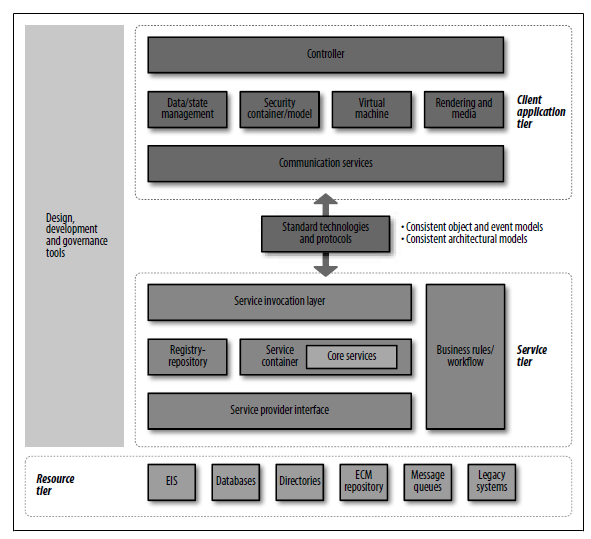 Controller
Data/state
management
Security
container/model
Virtual
machine
Rendering and
media
Client
application
tier
Communication services
Design,
development
and governance
tools
Standard technologies
and protocols
• Consistent object and event models
• Consistent architectural models
Service invocation layer
Registry-
repository
Service
container
Core services
Business rules/
workflow
Service
tier
Service provider interface
Resource
tier
EIS
Databases
Directories
ECM
repository
Message
queues
Legacy
systems